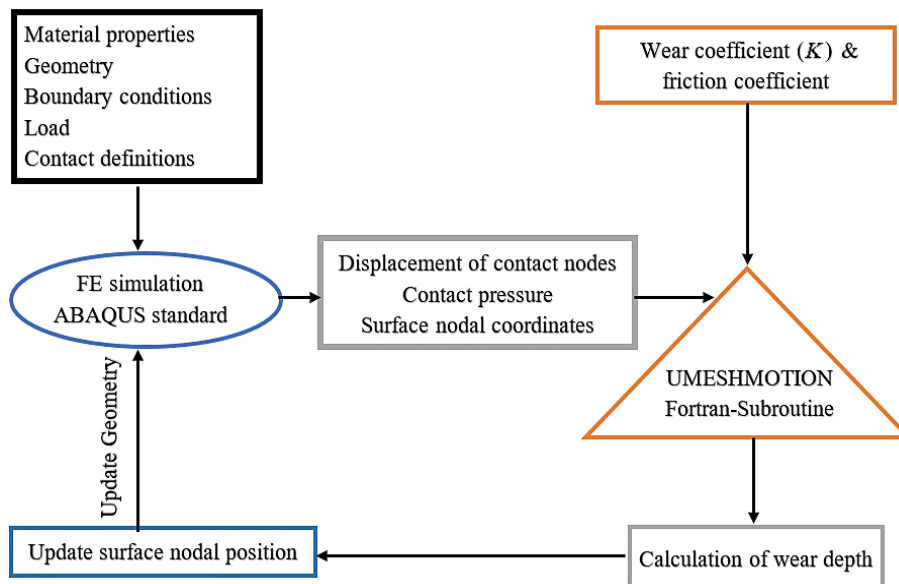 Material properties
Geometry
Boundary conditions
Load
Contact definitions
Wear coefficient (K) &
friction coefficient
FE simulation
ABAQUS standard
Displacement of contact nodes
Contact pressure
Surface nodal coordinates
UMESHMOTION
Fortran-Subroutine
Update Geometry
Update surface nodal position
Calculation of wear depth